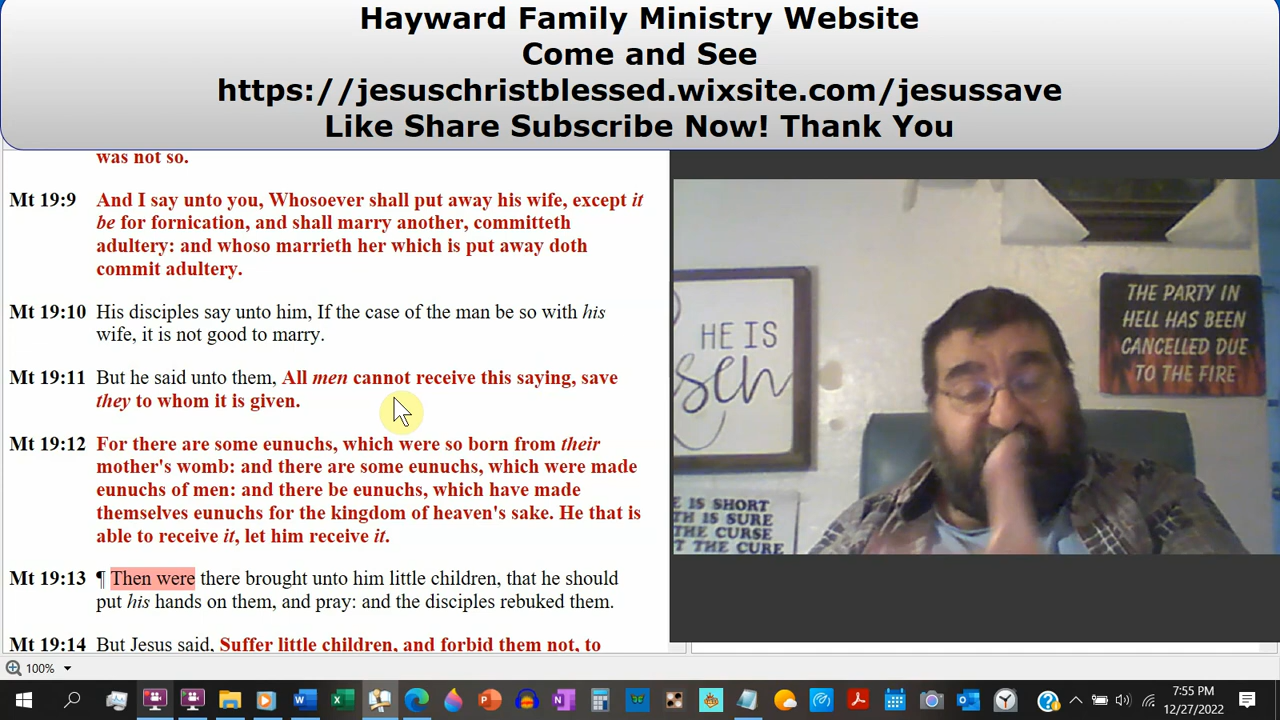 Hayward Family Ministry Website
Come and See
https://jesuschristblessed.wixsite.com/jesussave
Like Share Subscribe Now! Thank You
was not so.
Mt 19:9 And I say unto you, Whosoever shall put away his wife, except it
be for fornication, and shall marry another, committeth
adultery: and whoso marrieth her which is put away doth
commit adultery.
Mt 19:10 His disciples say unto him, If the case of the man be so with his
wife, it is not good to marry.
Mt 19:11 But he said unto them, All men cannot receive this saying, save
they to whom it is given.
Mt 19:12 For there are some eunuchs, which were so born from their
mother's womb: and there are some eunuchs, which were made
eunuchs of men: and there be eunuchs, which have made
themselves eunuchs for the kingdom of heaven's sake. He that is
able to receive it, let him receive it.
Mt 19:13 ¶ Then were there brought unto him little children, that he should
put his hands on them, and pray: and the disciples rebuked them.
Mt 19:14 But Jesus said, Suffer little children, and forbid them not, to
HE IS
isen
THE PARTY IN
HELL HAS BEEN
CANCELLED DUE
TO THE FIRE
E IS SHORT
TH IS SURE
THE CURSE
T THE CURE
100%
7:55 PM
12/27/2022